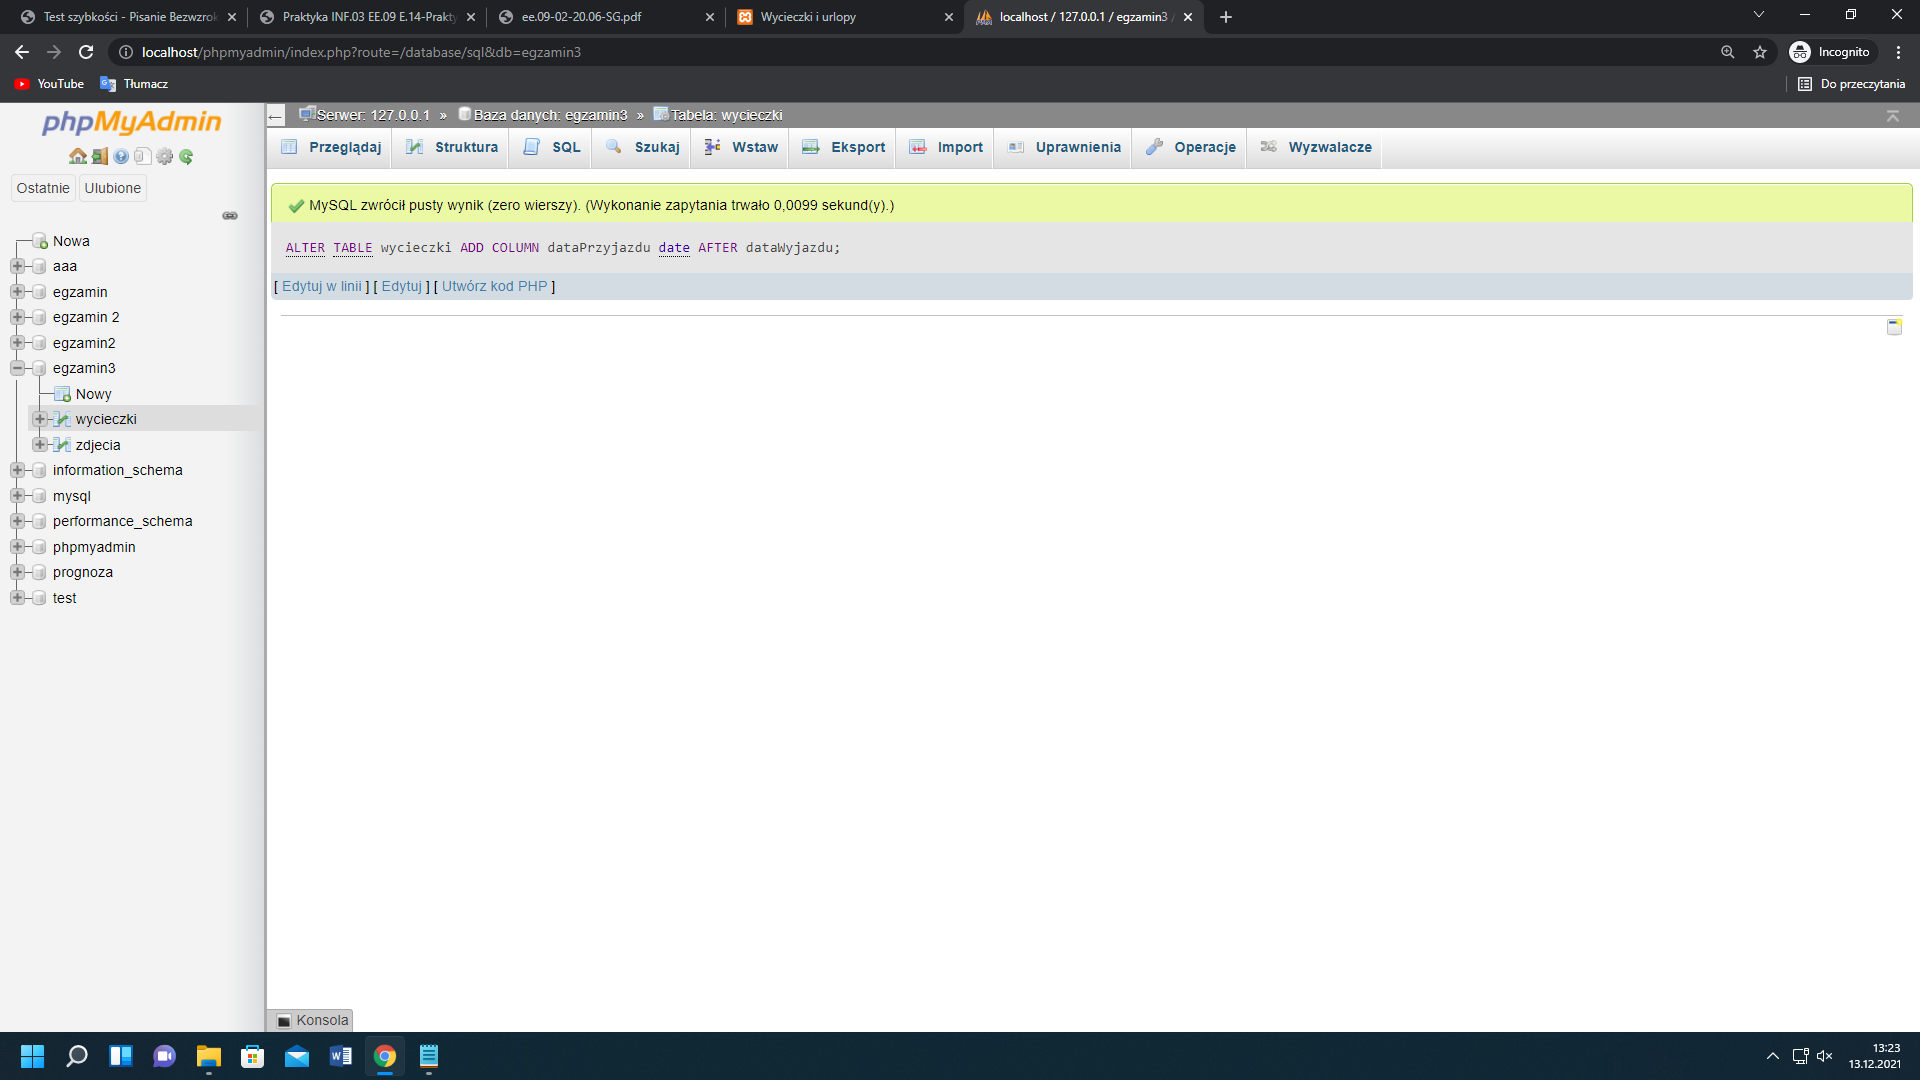 Test szybkości - Pisanie Bezwzrok
Praktyka INF.03 EE.09 E.14-Prakty
ee.09-02-20.06-SG.pdf
Wycieczki i urlopy
localhost / 127.0.0.1 / egzamin3 /
localhost/phpmyadmin/index.php?route=/database/sql&db=egzamin3
Incognito
YouTube
Tłumacz
Do przeczytania
phpMyAdmin
Ostatnie
Ulubione
Nowa
aaa
egzamin
egzamin 2
egzamin2
egzamin3
Nowy
wycieczki
zdjecia
information_schema
mysql
performance_schema
phpmyadmin
prognoza
test
Serwer: 127.0.0.1 » Baza danych: egzamin3 » Tabela: wycieczki
Przeglądaj Struktura SQL Szukaj Wstaw Eksport Import Uprawnienia Operacje Wyzwalacze
MySQL zwrócił pusty wynik (zero wierszy). (Wykonanie zapytania trwało 0,0099 sekund(y).)
ALTER TABLE wycieczki ADD COLUMN dataPrzyjazdu date AFTER dataWyjazdu;
[ Edytuj w linii ] [ Edytuj ] [ Utwórz kod PHP ]
Konsola
13:23
13.12.2021